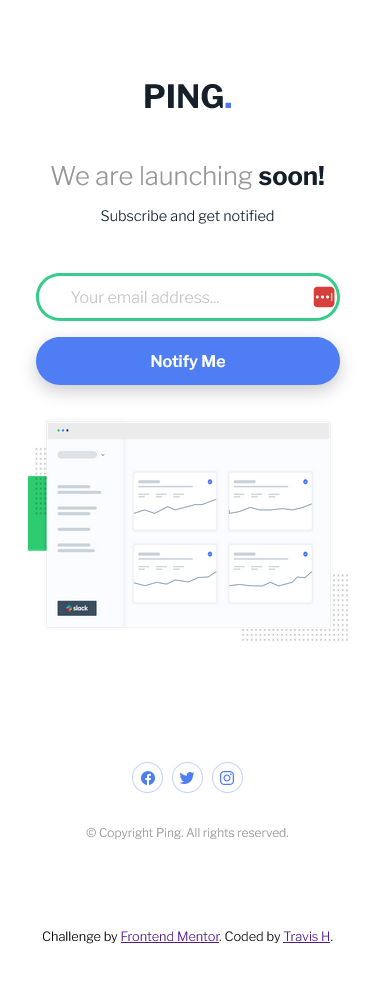 PING.
We are launching soon!
Subscribe and get notified
Your email address...
Notify Me
slack
© Copyright Ping. All rights reserved.
Challenge by Frontend Mentor. Coded by Travis H.